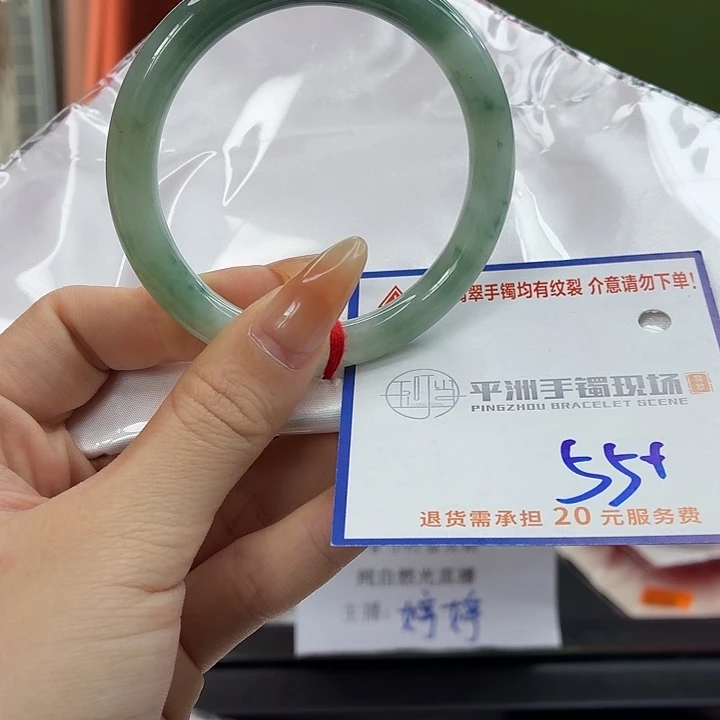 翡翠手镯均有纹裂 介意请勿下单!
平洲手镯现场
PINGZHOU BRACELET SCENE
55+
退货需承担 20 元服务费
纯自然光直播
主播: 婷婷